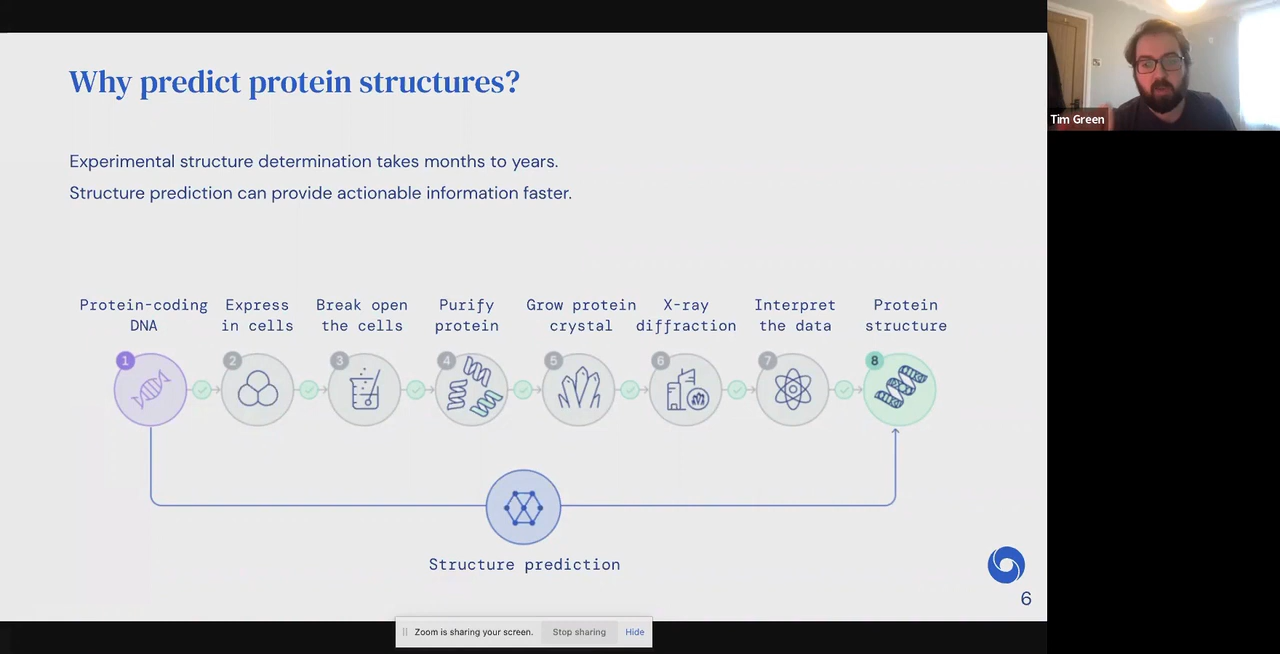 Why predict protein structures?
Tim Green
Experimental structure determination takes months to years.
Structure prediction can provide actionable information faster.
Protein-coding DNA
Express in cells
Break open the cells
Purify protein
Grow protein crystal
X-ray diffraction
Interpret the data
Protein structure
1
2
3
4
5
6
7
8
Structure prediction
6
Zoom is sharing your screen. Stop sharing Hide